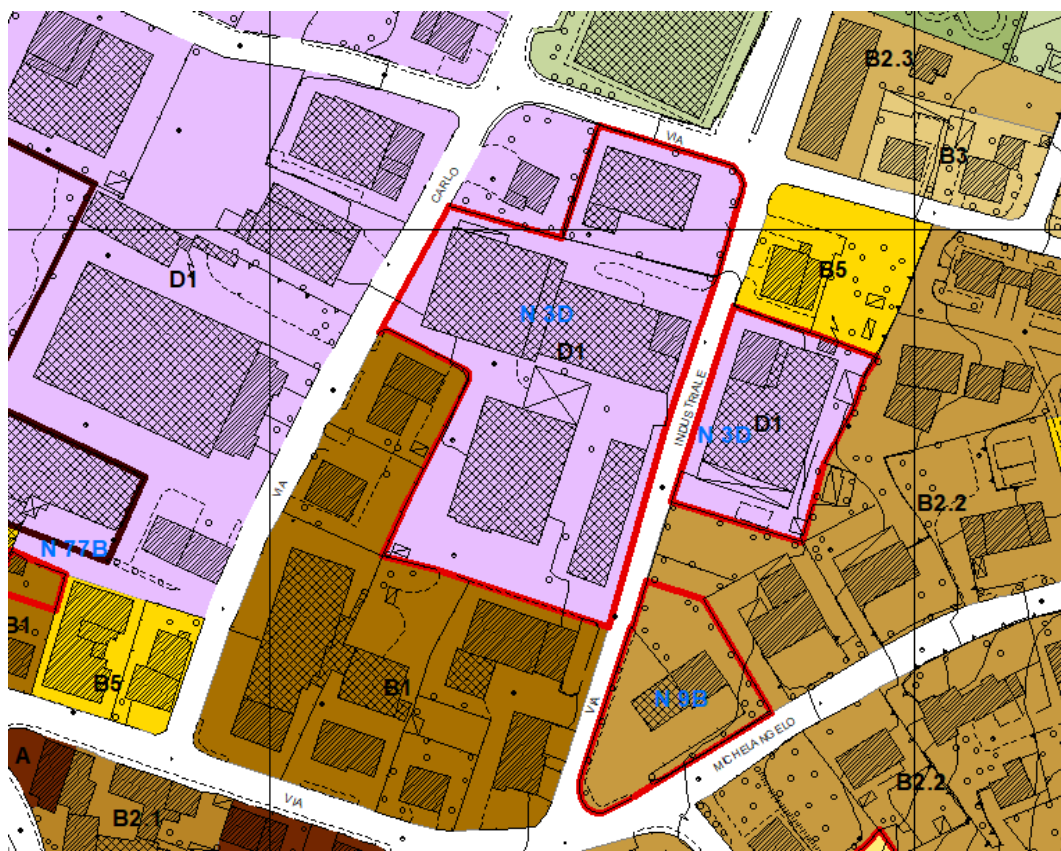 B2.3
VIA
B3
CARLO
B5
D1
N 3D
D1
INDUSTRIALE
D1
N 3D
B2.2
VIA
N 77B
B1
B5
B1
N 9B
VIA
MICHELANGELO
A
B2.2
VIA
B2.1